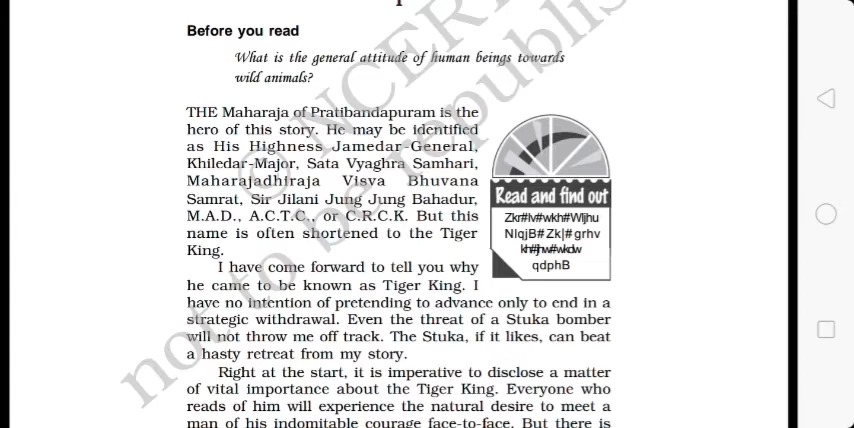 Before you read
What is the general attitude of human beings towards
wild animals?
THE Maharaja of Pratibandapuram is the
hero of this story. He may be identified
as His Highness Jamedar-General,
Khiledar-Major, Sata Vyaghra Samhari,
Maharajadhiraja Visva Bhuvana
Samrat, Sir Jilani Jung Jung Bahadur,
M.A.D., A.C.T.C., or C.R.C.K. But this
name is often shortened to the Tiger
King.
I have come forward to tell you why
he came to be known as Tiger King. I
have no intention of pretending to advance only to end in a
strategic withdrawal. Even the threat of a Stuka bomber
will not throw me off track. The Stuka, if it likes, can beat
a hasty retreat from my story.
Right at the start, it is imperative to disclose a matter
of vital importance about the Tiger King. Everyone who
reads of him will experience the natural desire to meet a
man of his indomitable courage face-to-face. But there is
Read and find out
Zkr#lv#wkh#Wljhu
NlqjB#Zk|#grhv
kh#jhw#wkdw
qdphB
© NCERT
not to be republis